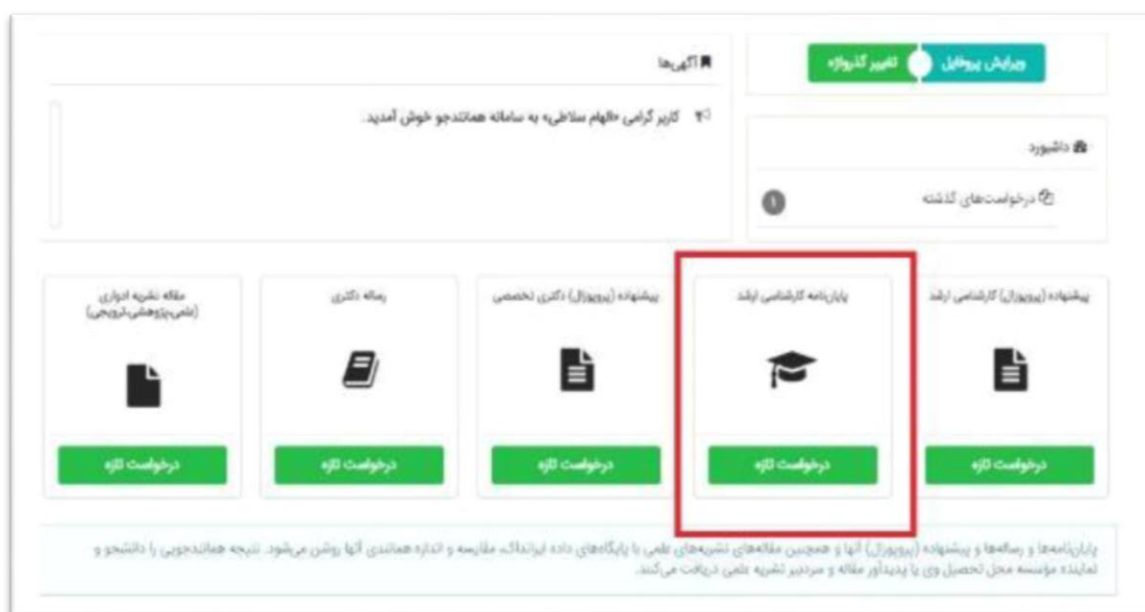 ویرایش پروفایل
تغییر گذرواژه
آگهی‌ها
کاربر گرامی «الهام سلاطی» به سامانه همانندجو خوش آمدید.
داشبورد
درخواست‌های گذشته
۱
پیشنهاده (پروپوزال) کارشناسی ارشد
درخواست تازه
پایان‌نامه کارشناسی ارشد
درخواست تازه
پیشنهاده (پروپوزال) دکتری تخصصی
درخواست تازه
رساله دکتری
درخواست تازه
مقاله نشریه ادواری
(علمی،پژوهشی،ترویجی)
درخواست تازه
پایان‌نامه‌ها و رساله‌ها و پیشنهاده (پروپوزال) آنها و همچنین مقاله‌های نشریه‌های علمی با پایگاه‌های داده ایرانداک، مقایسه و اندازه همانندی آنها روشن می‌شود. نتیجه همانندجویی را دانشجو و
نماینده مؤسسه محل تحصیل وی یا پدیدآور مقاله و سردبیر نشریه علمی دریافت می‌کنند.